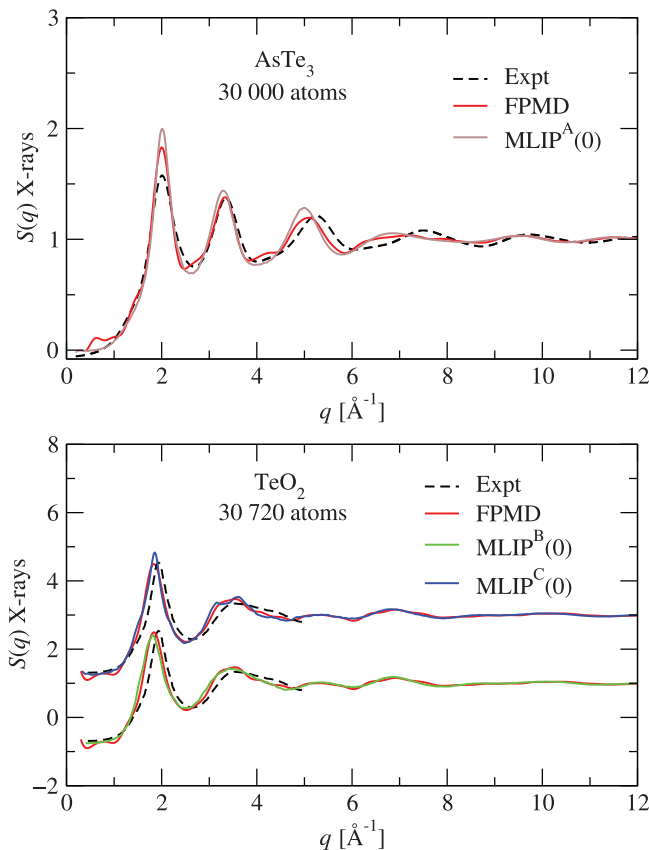 3
2
1
0
S(q) X-rays
AsTe₃
30 000 atoms
Expt
FPMD
MLIPᴬ(0)
0 2 4 6 8 10 12
q [Å⁻¹]
8
6
4
2
0
−2
S(q) X-rays
TeO₂
30 720 atoms
Expt
FPMD
MLIPᴮ(0)
MLIPC(0)
0 2 4 6 8 10 12
q [Å⁻¹]